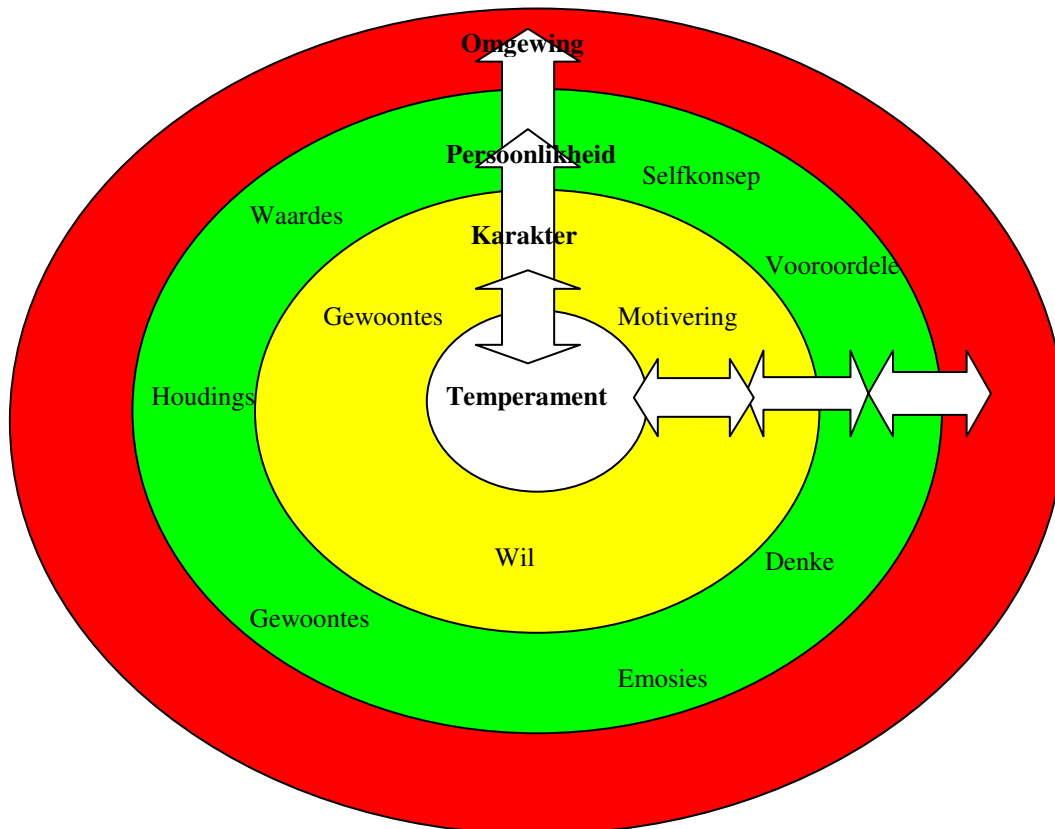 Omgewing
Persoonlikheid
Selfkonsep
Waardes
Karakter
Vooroordele
Gewoontes
Motivering
Houdings
Temperament
Wil
Denke
Gewoontes
Emosies